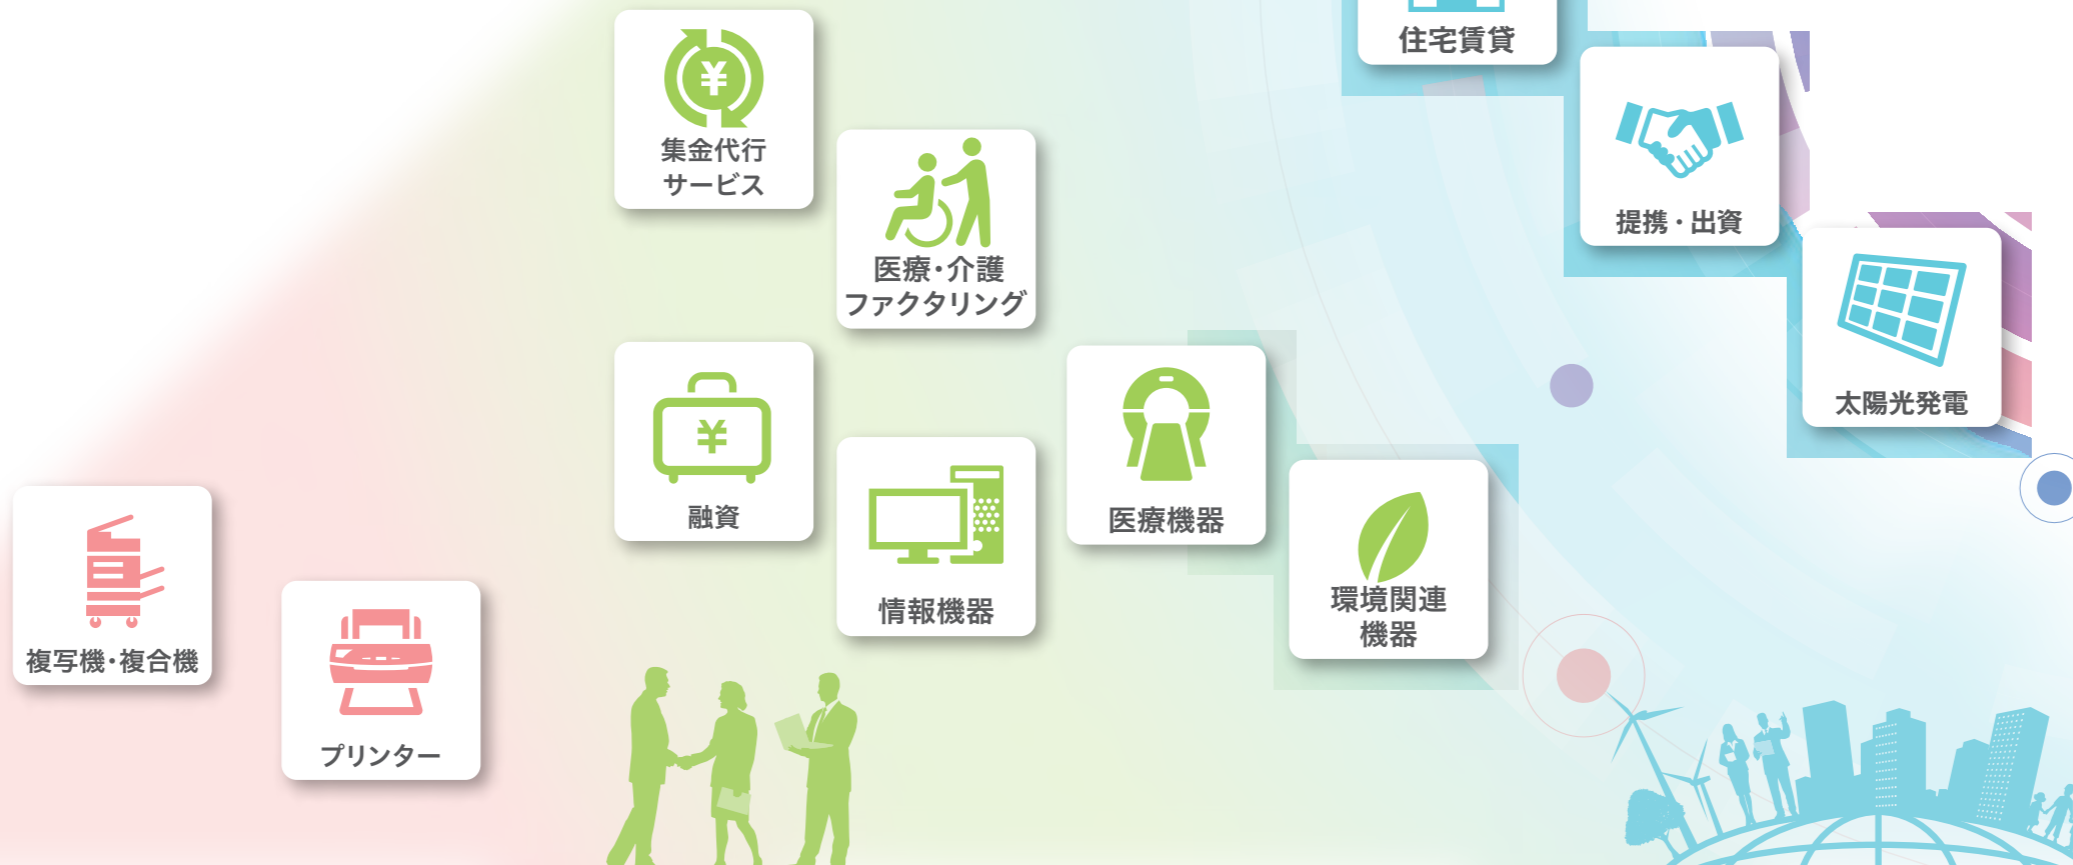 住宅賃貸
集金代行
サービス
提携・出資
医療・介護
ファクタリング
太陽光発電
融資
医療機器
情報機器
環境関連
機器
複写機・複合機
プリンター